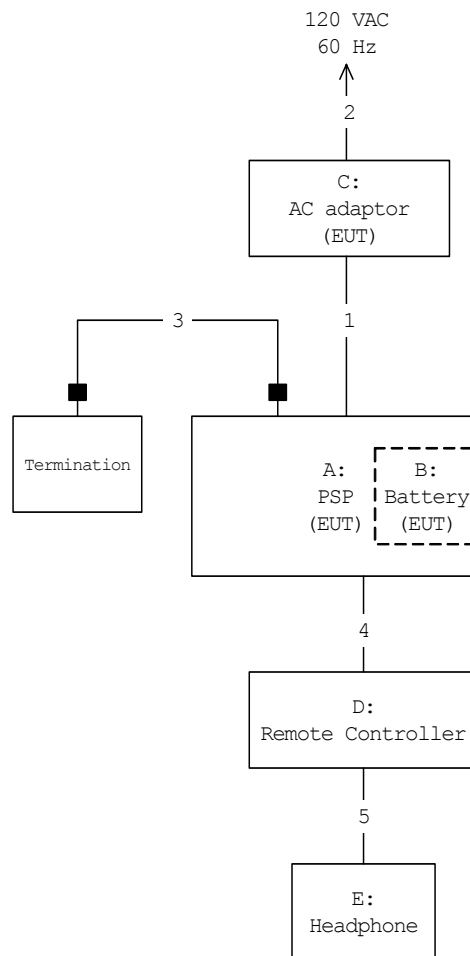 120 VAC
60 Hz
2
C:
AC adaptor
(EUT)
3
1
Termination
A:
PSP
(EUT)
B:
Battery
(EUT)
4
D:
Remote Controller
5
E:
Headphone